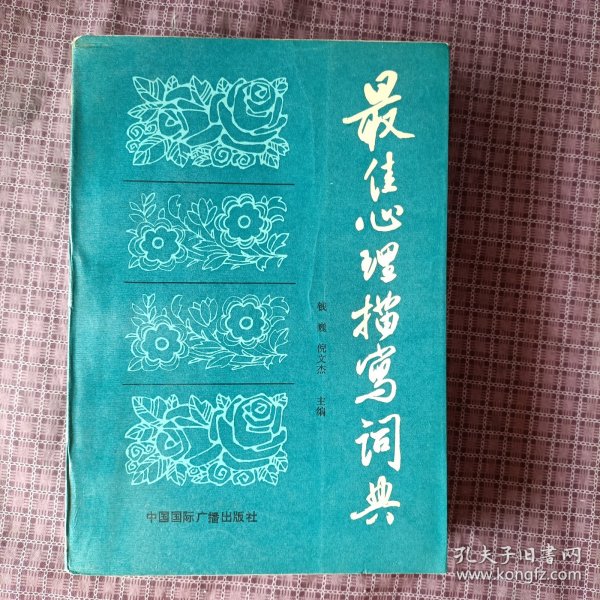 最佳心理描写词典
钱巍 倪文杰 主编
中国国际广播出版社
孔夫子旧书网
www.kongfz.com